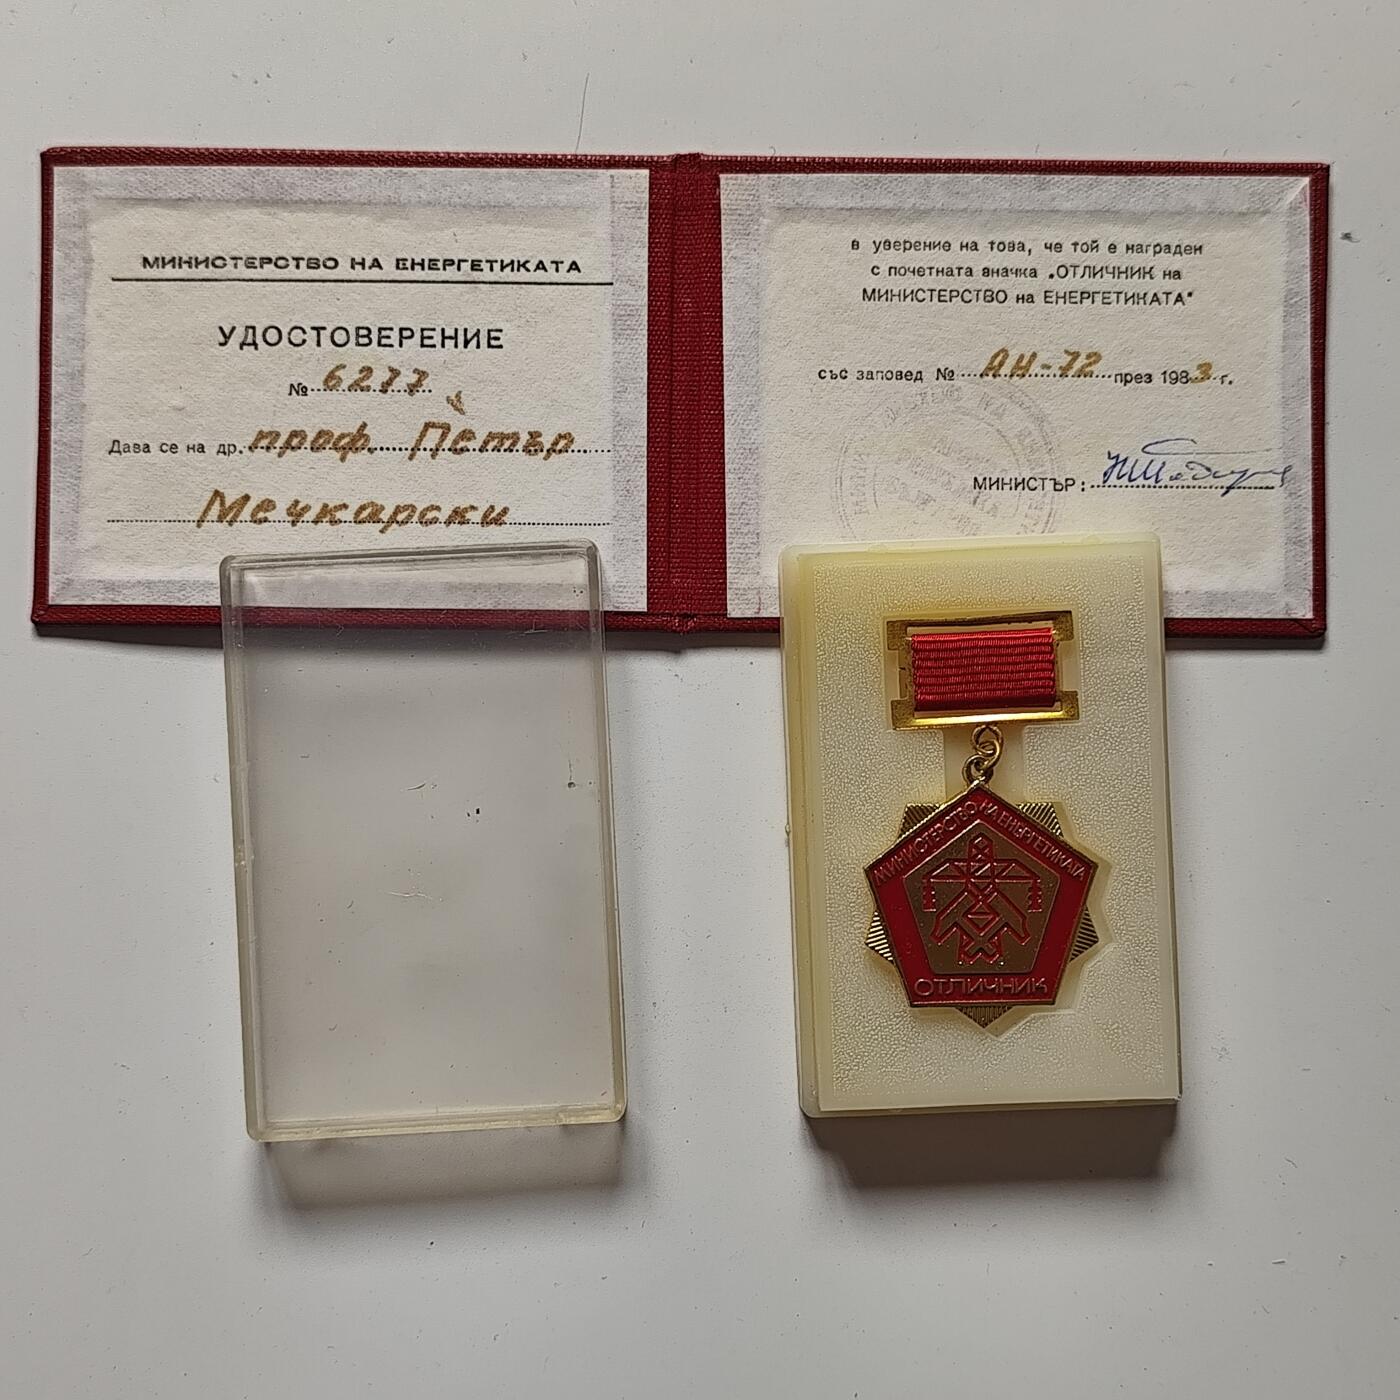 МИНИСТЕРСТВО НА ЕНЕРГЕТИКАТА
УДОСТОВЕРЕНИЕ
№ 6277
Дава се на др. проф. Петър
Мечкарски
в уверение на това, че той е награден
с почетната значка „ОТЛИЧНИК на
МИНИСТЕРСТВО на ЕНЕРГЕТИКАТА"
със заповед № АН-72 през 1983 г.
МИНИСТЪР:
МИНИСТЕРСТВО НА ЕНЕРГЕТИКАТА
ОТЛИЧНИК